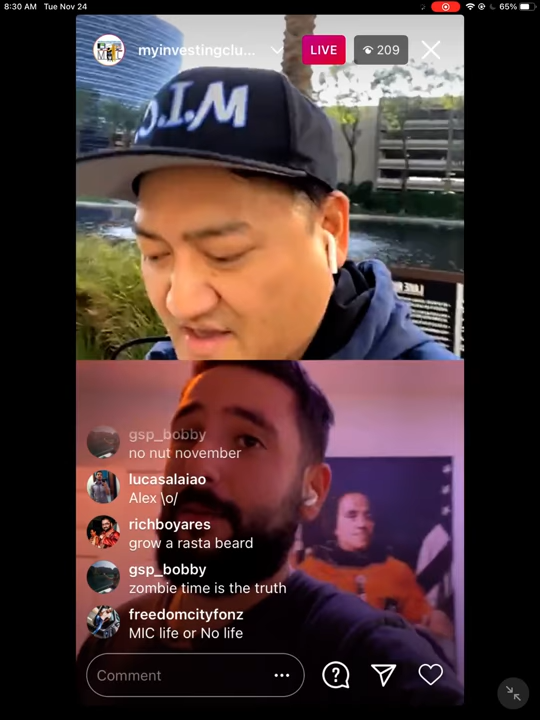 8:30 AM Tue Nov 24
65%
myinvestingclu...
LIVE
209
M.I.C.
gsp_bobby
no nut november
lucasalaiao
Alex \o/
richboyares
grow a rasta beard
gsp_bobby
zombie time is the truth
freedomcityfonz
MIC life or No life
Comment